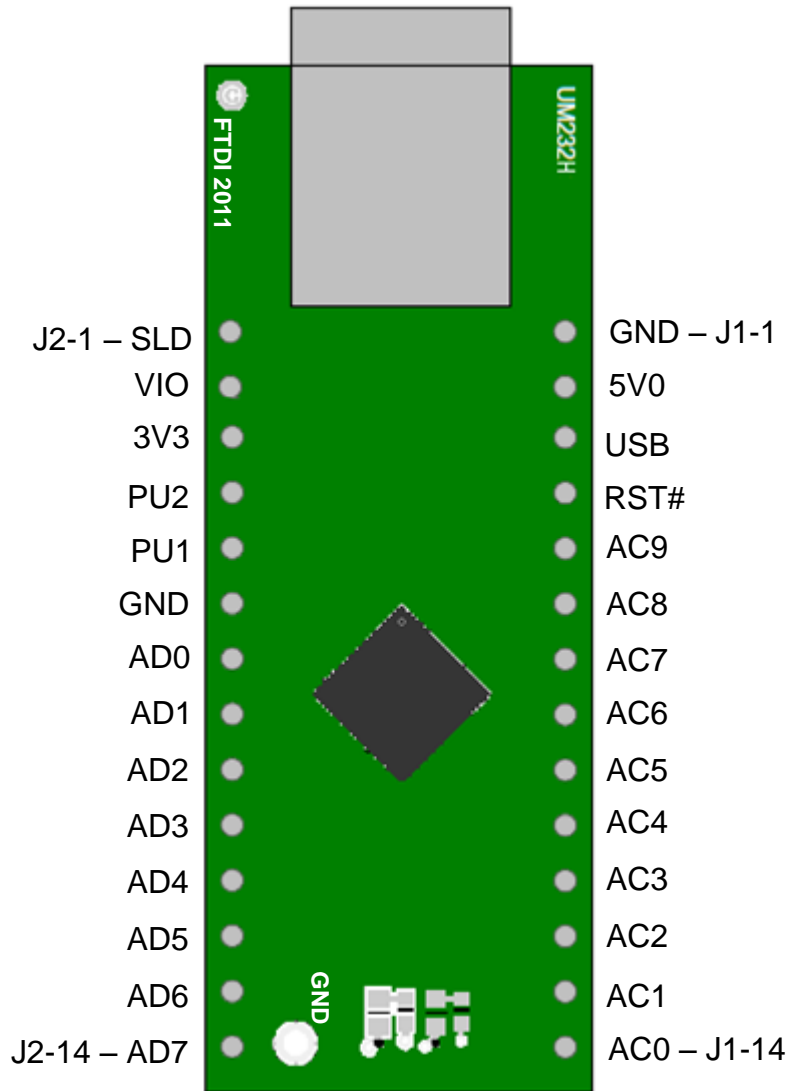 ©
FTDI 2011
UM232H
J2-1 – SLD
VIO
3V3
PU2
PU1
GND
AD0
AD1
AD2
AD3
AD4
AD5
AD6
J2-14 – AD7
GND – J1-1
5V0
USB
RST#
AC9
AC8
AC7
AC6
AC5
AC4
AC3
AC2
AC1
AC0 – J1-14
GND